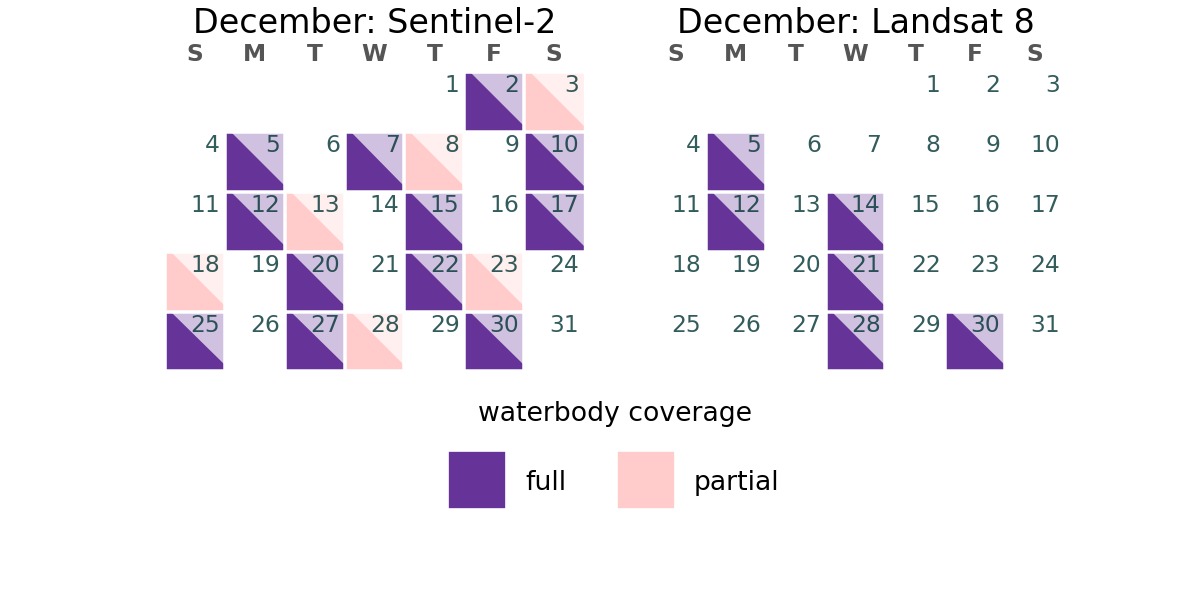 December: Sentinel-2
S M T W T F S
1 2 3
4 5 6 7 8 9 10
11 12 13 14 15 16 17
18 19 20 21 22 23 24
25 26 27 28 29 30 31
December: Landsat 8
S M T W T F S
1 2 3
4 5 6 7 8 9 10
11 12 13 14 15 16 17
18 19 20 21 22 23 24
25 26 27 28 29 30 31
waterbody coverage
full partial